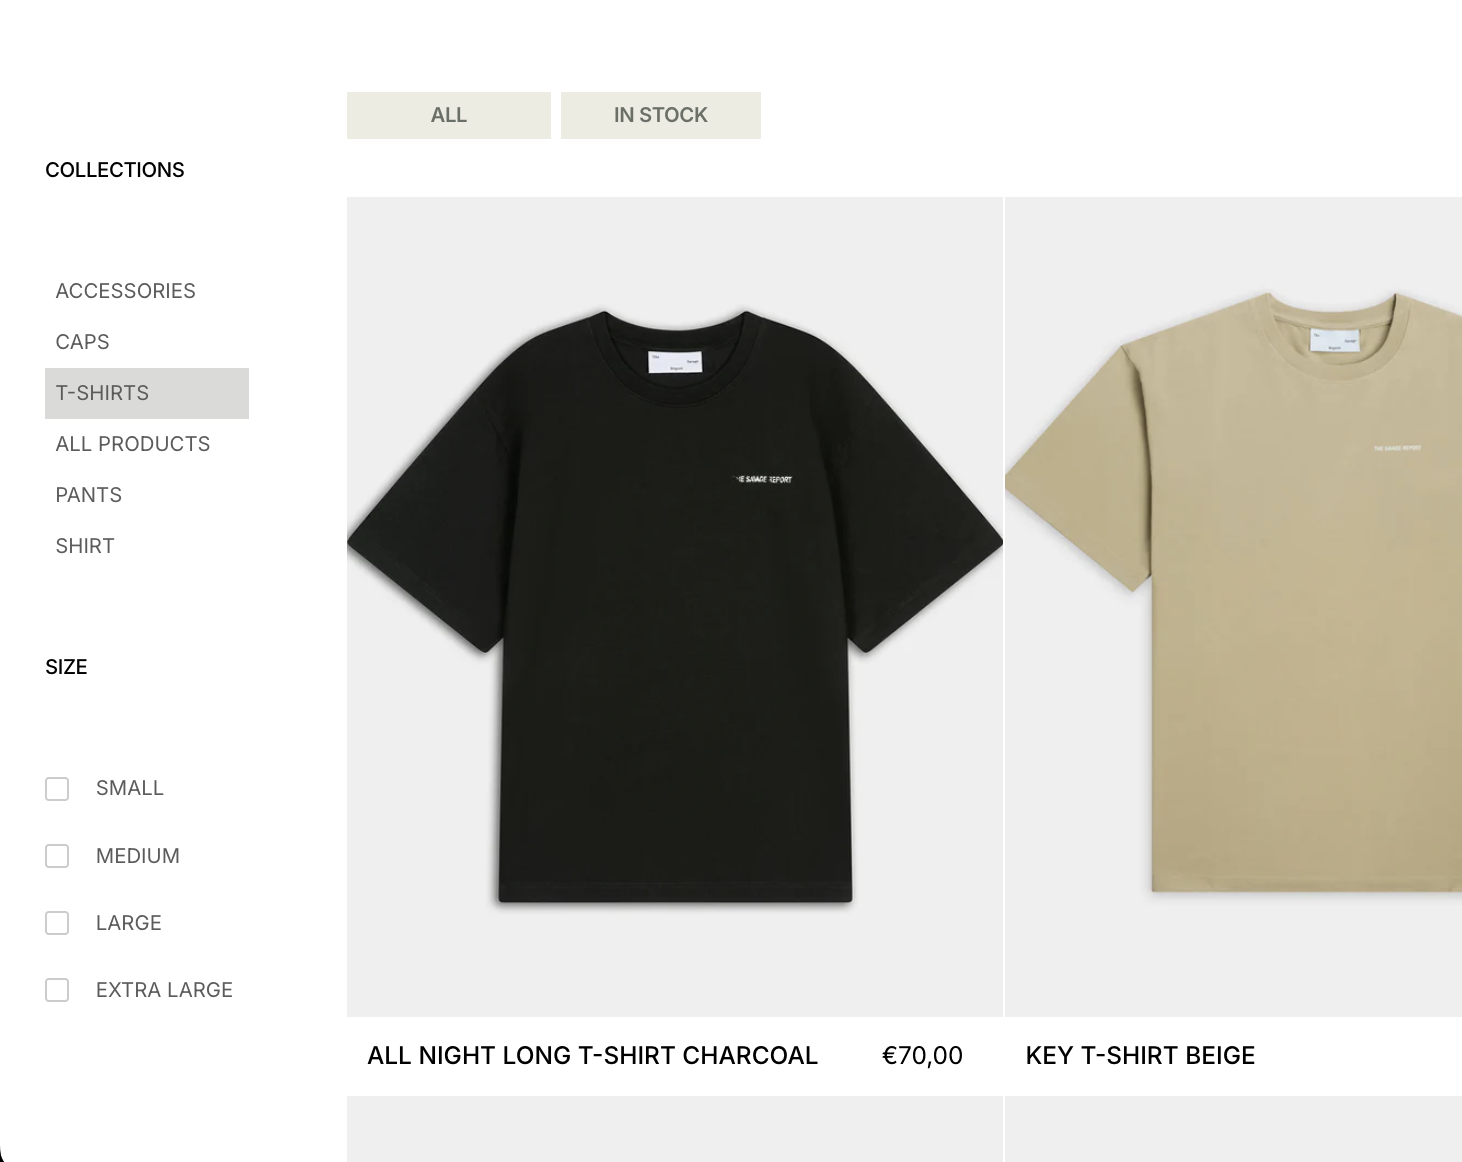 ALL
IN STOCK
COLLECTIONS
ACCESSORIES
CAPS
T-SHIRTS
ALL PRODUCTS
PANTS
SHIRT
SIZE
SMALL
MEDIUM
LARGE
EXTRA LARGE
THE SAVAGE REPORT
THE SAVAGE REPORT
ALL NIGHT LONG T-SHIRT CHARCOAL
€70,00
KEY T-SHIRT BEIGE